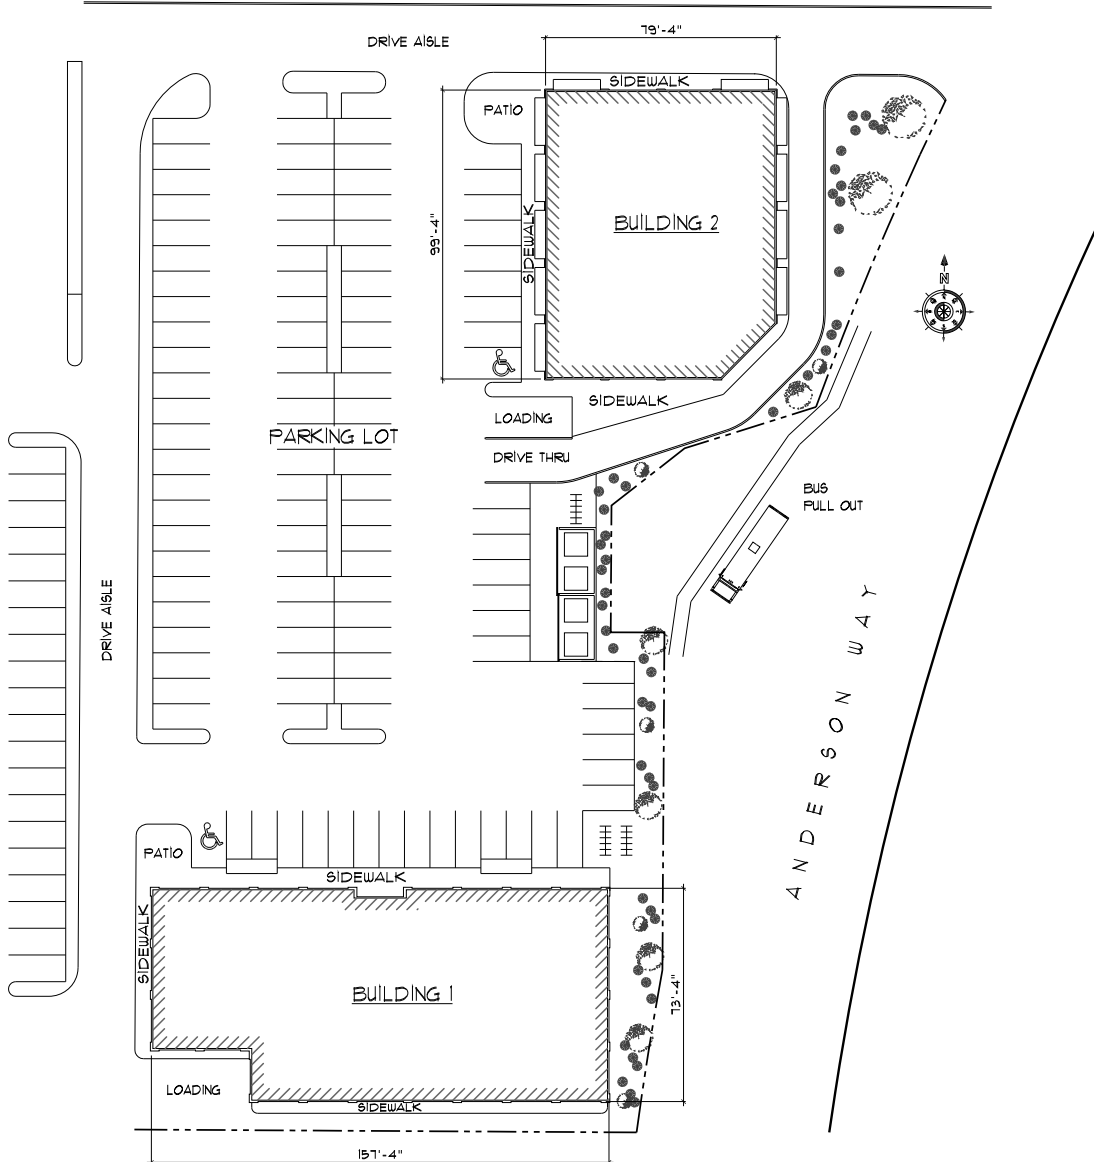 79'-4"
DRIVE AISLE
SIDEWALK
PATIO
99'-4"
SIDEWALK
BUILDING 2
N
SIDEWALK
LOADING
PARKING LOT
DRIVE THRU
BUS
PULL OUT
DRIVE AISLE
ANDERSON WAY
PATIO
SIDEWALK
SIDEWALK
BUILDING 1
73'-4"
LOADING
SIDEWALK
157'-4"